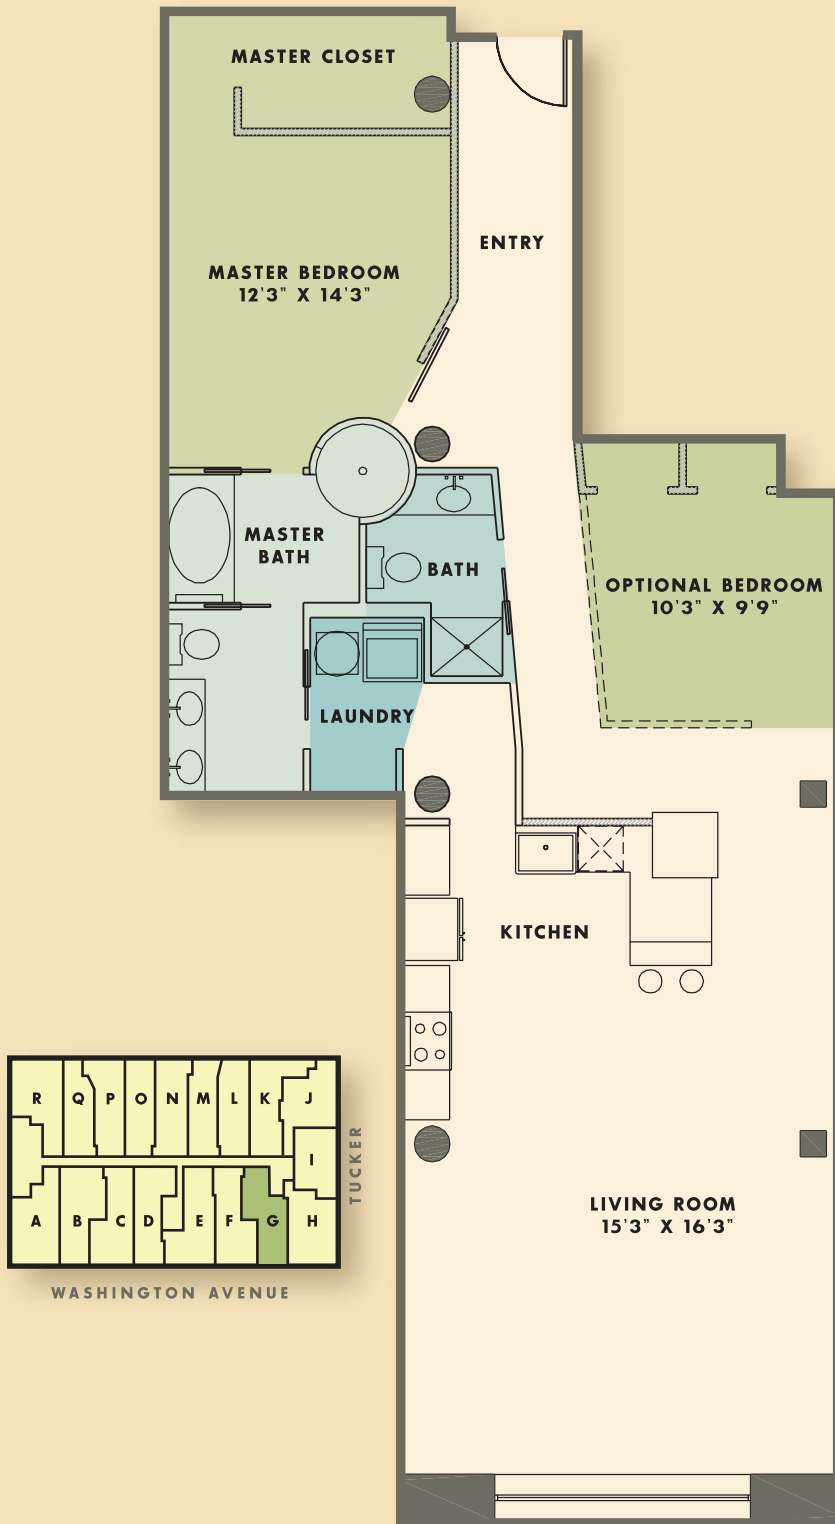 MASTER CLOSET
ENTRY
MASTER BEDROOM
12'3" X 14'3"
MASTER
BATH
BATH
OPTIONAL BEDROOM
10'3" X 9'9"
LAUNDRY
KITCHEN
LIVING ROOM
15'3" X 16'3"
R Q P O N M L K J
I
A B C D E F G H
TUCKER
WASHINGTON AVENUE